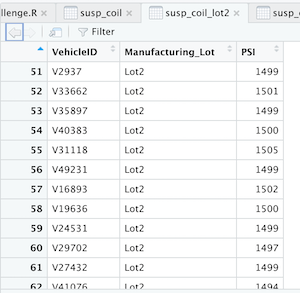 llenge.R susp_coil susp_coil_lot2 susp_c
Filter
VehicleID Manufacturing_Lot PSI
51 V2937 Lot2 1499
52 V33662 Lot2 1501
53 V35897 Lot2 1499
54 V40383 Lot2 1500
55 V31118 Lot2 1505
56 V49231 Lot2 1499
57 V16893 Lot2 1502
58 V19636 Lot2 1500
59 V24531 Lot2 1499
60 V29702 Lot2 1497
61 V27432 Lot2 1499
V41076 Lot2 1494